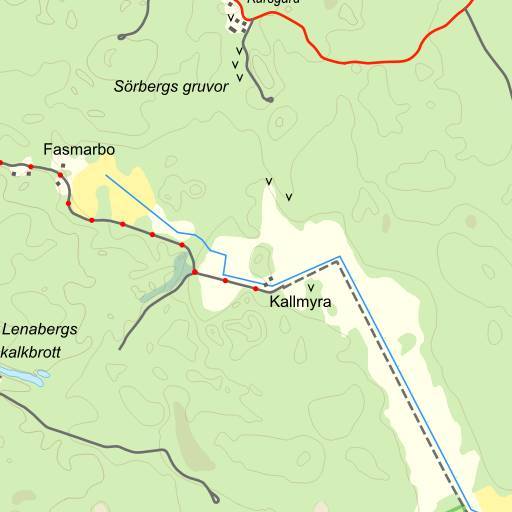 Sörbergs gruvor
Fasmarbo
Kallmyra
Lenabergs
kalkbrott